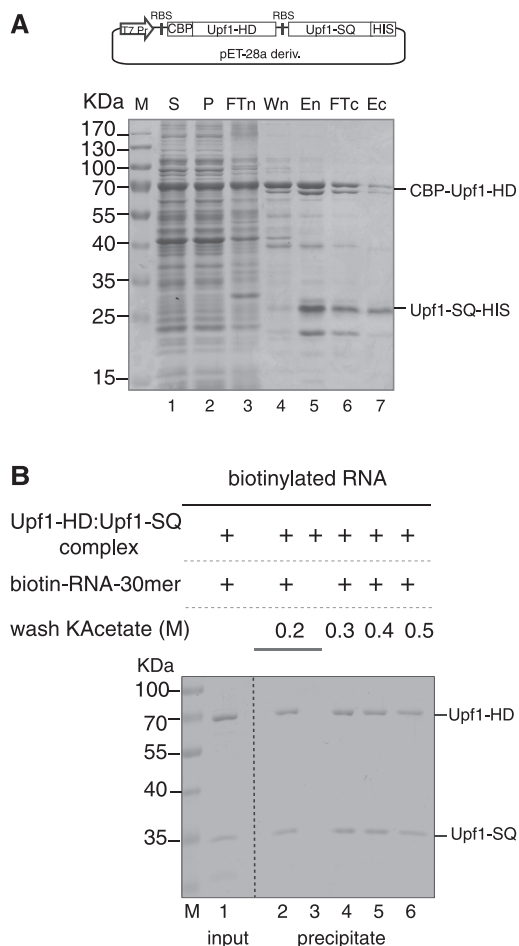 A
RBS RBS
T7 Pr CBP Upf1-HD Upf1-SQ HIS
pET-28a deriv.
KDa M S P FTn Wn En FTc Ec
170
130
100
70
55
40
35
25
15
CBP-Upf1-HD
Upf1-SQ-HIS
1 2 3 4 5 6 7
B
biotinylated RNA
Upf1-HD:Upf1-SQ complex + + + + + +
biotin-RNA-30mer + + + + +
wash KAcetate (M) 0.2 0.3 0.4 0.5
KDa
100
70
55
40
35
Upf1-HD
Upf1-SQ
M 1 2 3 4 5 6
input precipitate